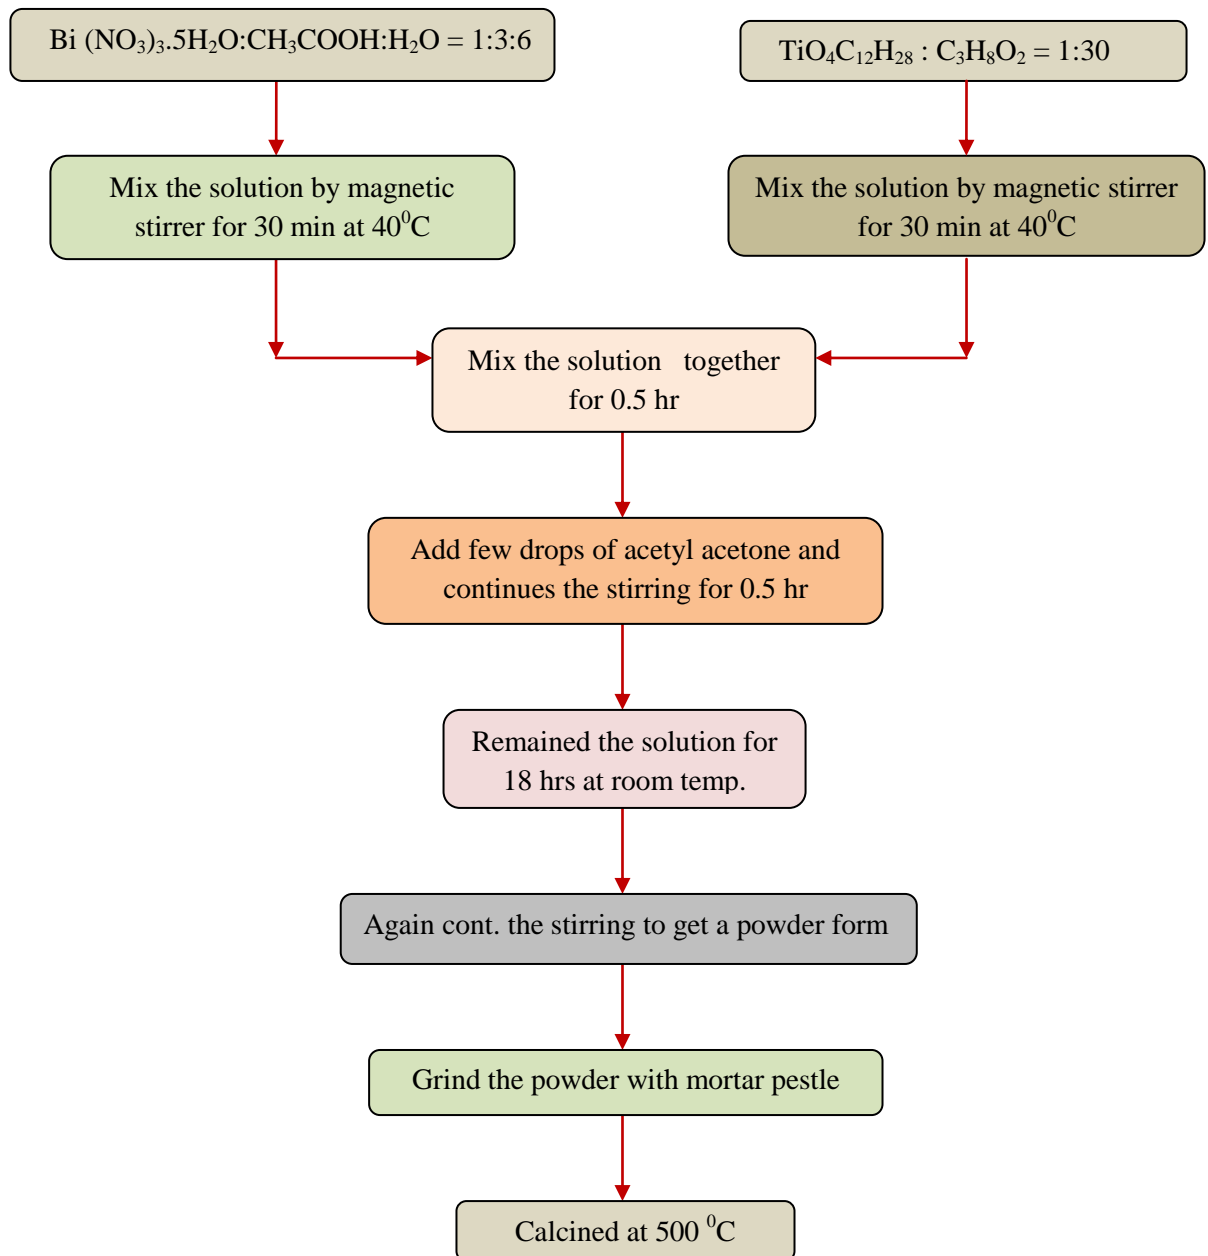 Bi (NO₃)₃.5H₂O:CH₃COOH:H₂O = 1:3:6
TiO₄C₁₂H₂₈ : C₃H₈O₂ = 1:30
Mix the solution by magnetic
stirrer for 30 min at 40⁰C
Mix the solution by magnetic stirrer
for 30 min at 40⁰C
Mix the solution together
for 0.5 hr
Add few drops of acetyl acetone and
continues the stirring for 0.5 hr
Remained the solution for
18 hrs at room temp.
Again cont. the stirring to get a powder form
Grind the powder with mortar pestle
Calcined at 500 ⁰C